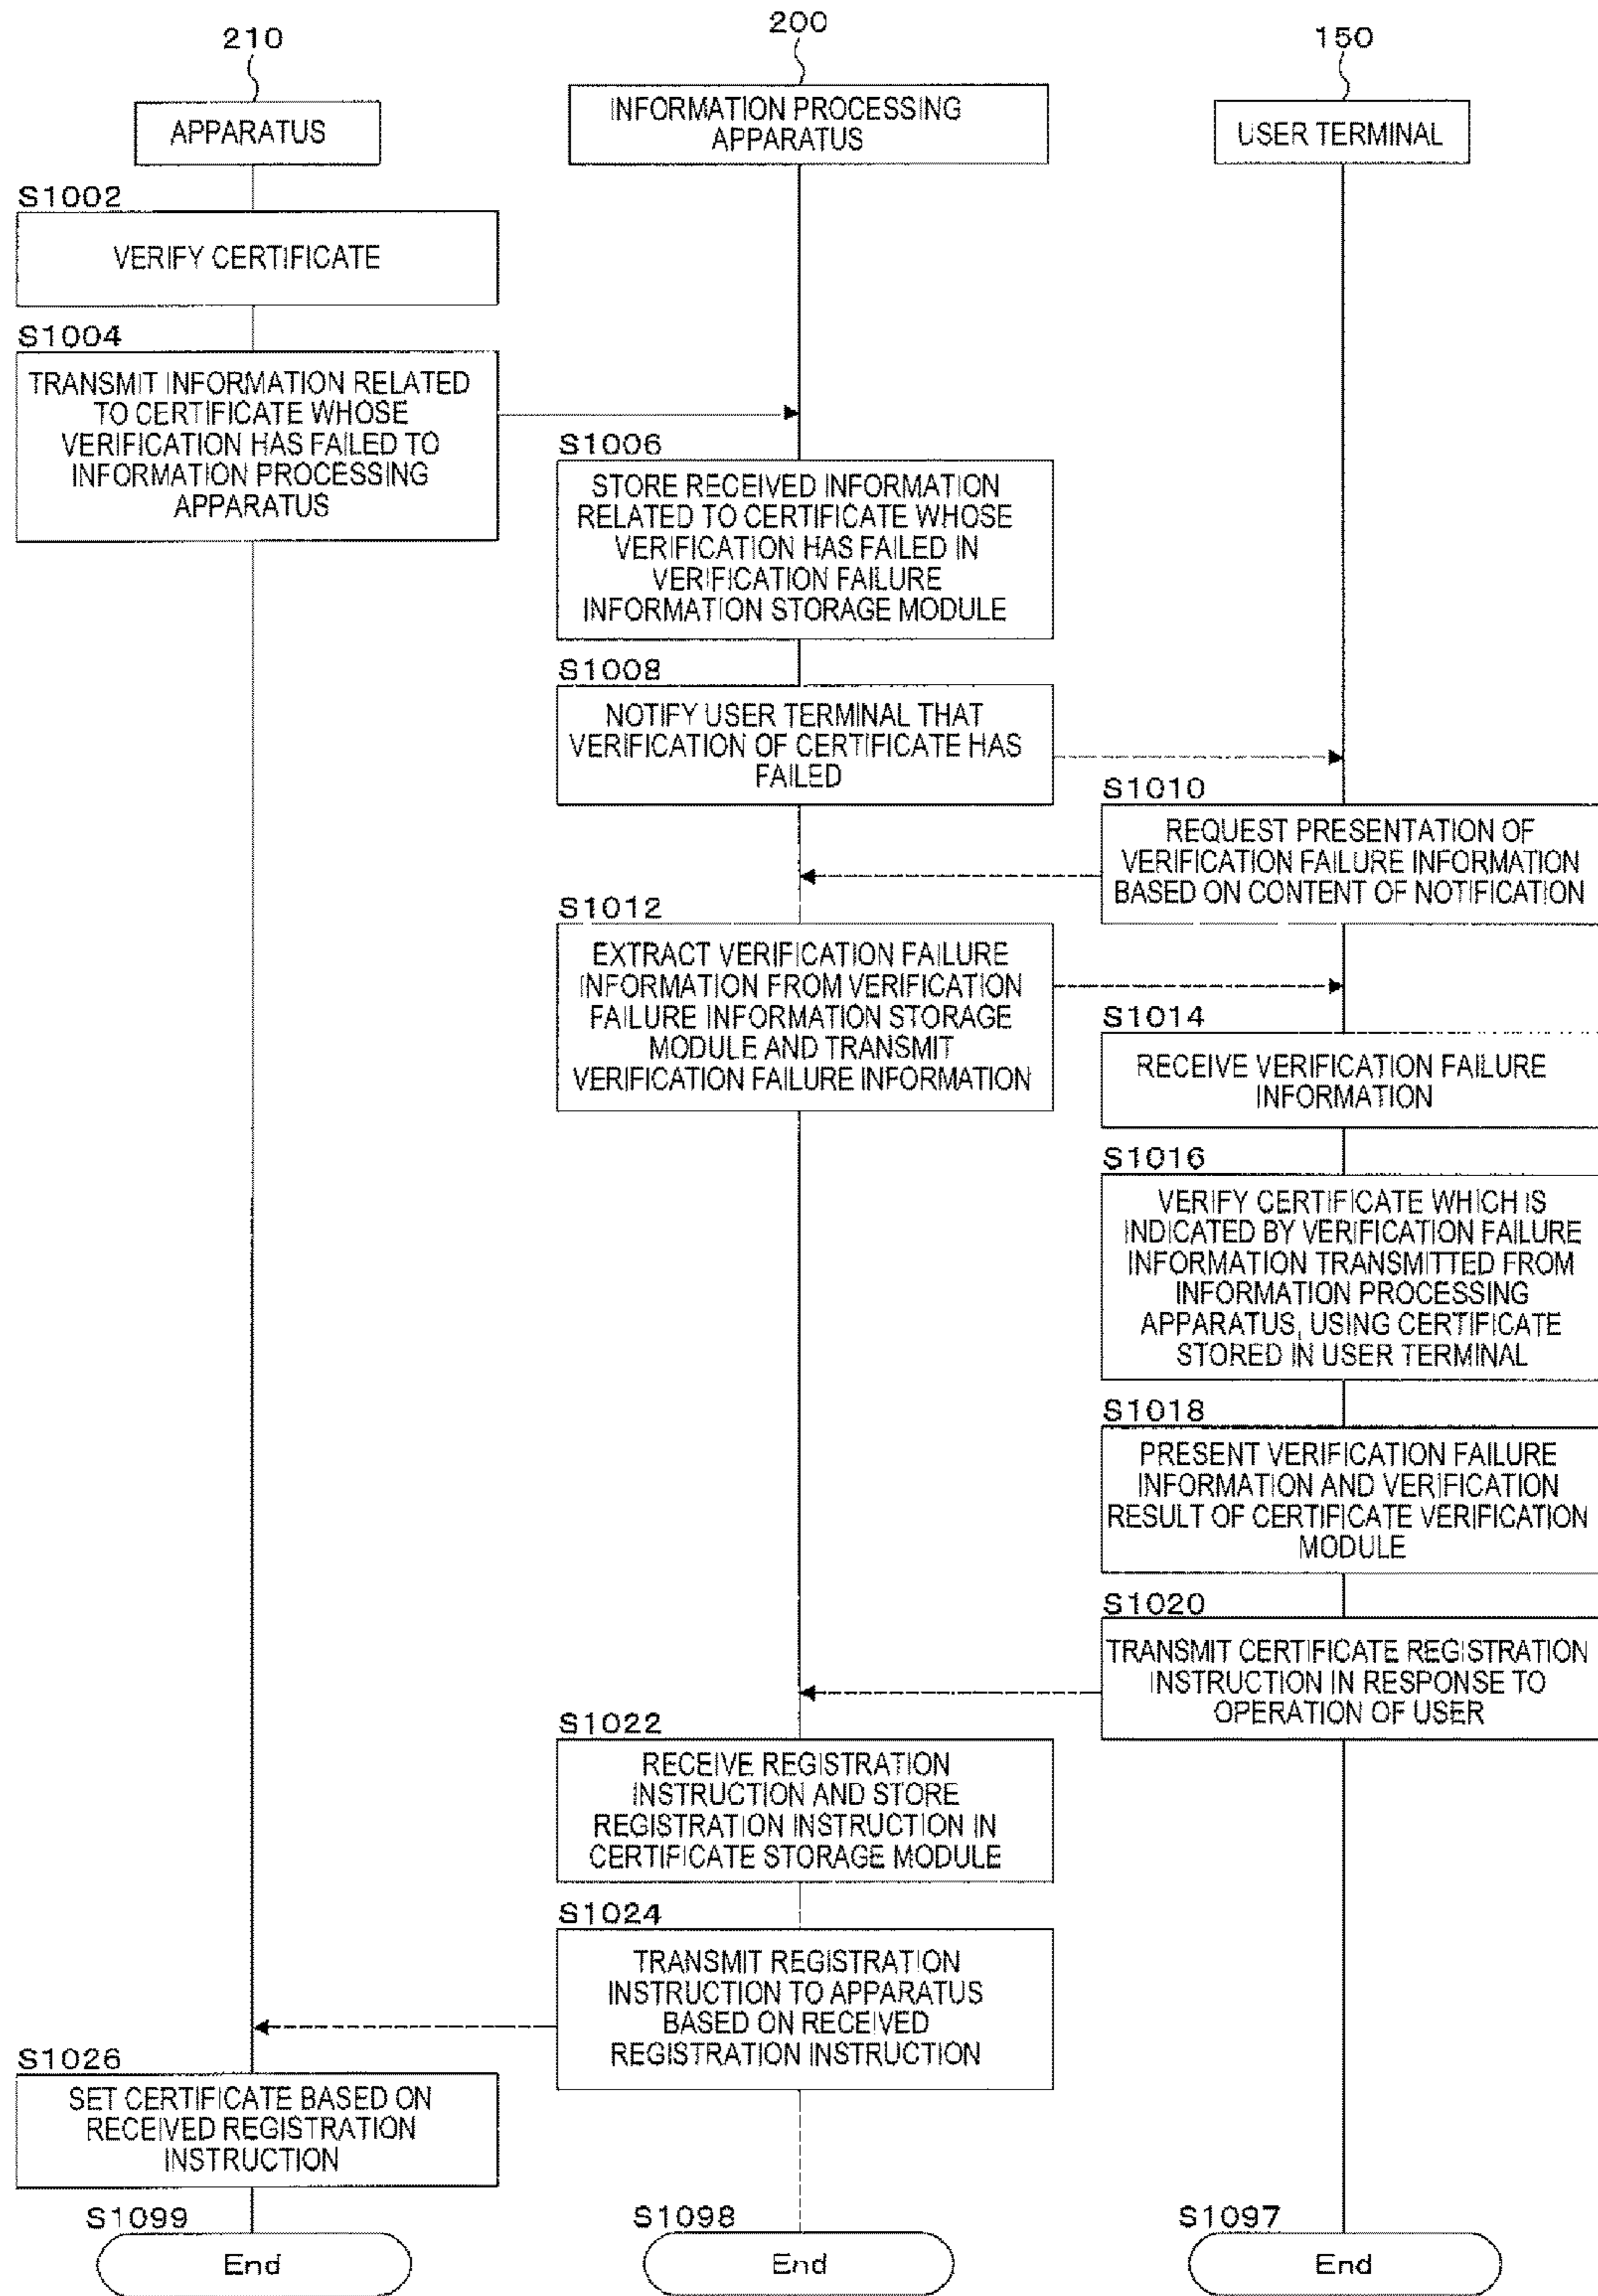 210
200
150
APPARATUS
INFORMATION PROCESSING
APPARATUS
USER TERMINAL
S1002
VERIFY CERTIFICATE
S1004
TRANSMIT INFORMATION RELATED
TO CERTIFICATE WHOSE
VERIFICATION HAS FAILED TO
INFORMATION PROCESSING
APPARATUS
S1006
STORE RECEIVED INFORMATION
RELATED TO CERTIFICATE WHOSE
VERIFICATION HAS FAILED IN
VERIFICATION FAILURE
INFORMATION STORAGE MODULE
S1008
NOTIFY USER TERMINAL THAT
VERIFICATION OF CERTIFICATE HAS
FAILED
S1010
REQUEST PRESENTATION OF
VERIFICATION FAILURE INFORMATION
BASED ON CONTENT OF NOTIFICATION
S1012
EXTRACT VERIFICATION FAILURE
INFORMATION FROM VERIFICATION
FAILURE INFORMATION STORAGE
MODULE AND TRANSMIT
VERIFICATION FAILURE INFORMATION
S1014
RECEIVE VERIFICATION FAILURE
INFORMATION
S1016
VERIFY CERTIFICATE WHICH IS
INDICATED BY VERIFICATION FAILURE
INFORMATION TRANSMITTED FROM
INFORMATION PROCESSING
APPARATUS, USING CERTIFICATE
STORED IN USER TERMINAL
S1018
PRESENT VERIFICATION FAILURE
INFORMATION AND VERIFICATION
RESULT OF CERTIFICATE VERIFICATION
MODULE
S1020
TRANSMIT CERTIFICATE REGISTRATION
INSTRUCTION IN RESPONSE TO
OPERATION OF USER
S1022
RECEIVE REGISTRATION
INSTRUCTION AND STORE
REGISTRATION INSTRUCTION IN
CERTIFICATE STORAGE MODULE
S1024
TRANSMIT REGISTRATION
INSTRUCTION TO APPARATUS
BASED ON RECEIVED
REGISTRATION INSTRUCTION
S1026
SET CERTIFICATE BASED ON
RECEIVED REGISTRATION
INSTRUCTION
S1099
End
S1098
End
S1097
End